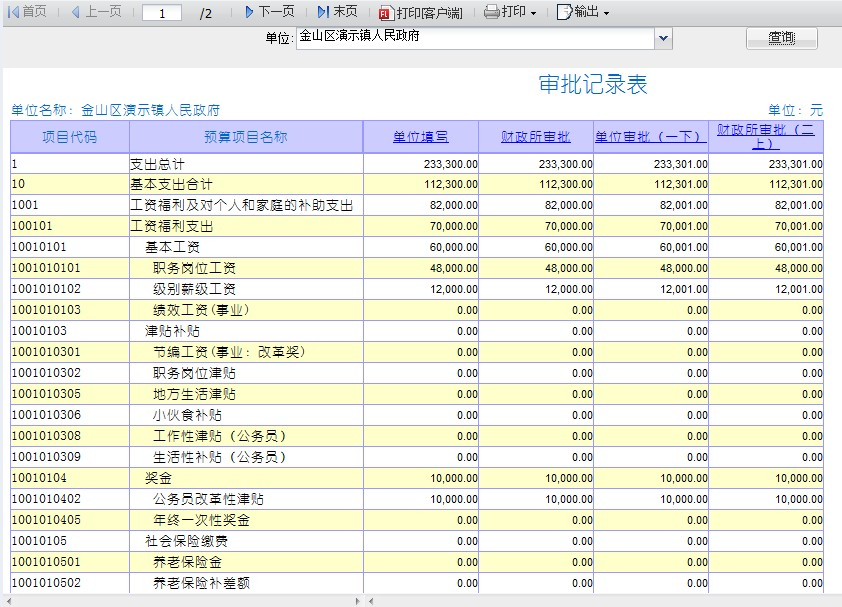 首页 上一页 1 /2 下一页 末页 打印[客户端] 打印 输出
单位: 金山区演示镇人民政府 查询
审批记录表
单位名称: 金山区演示镇人民政府 单位: 元
项目代码 预算项目名称 单位填写 财政所审批 单位审批（一下） 财政所审批（二上）
1 支出总计 233,300.00 233,300.00 233,301.00 233,301.00
10 基本支出合计 112,300.00 112,300.00 112,301.00 112,301.00
1001 工资福利及对个人和家庭的补助支出 82,000.00 82,000.00 82,001.00 82,001.00
100101 工资福利支出 70,000.00 70,000.00 70,001.00 70,001.00
10010101 基本工资 60,000.00 60,000.00 60,001.00 60,001.00
1001010101 职务岗位工资 48,000.00 48,000.00 48,000.00 48,000.00
1001010102 级别薪级工资 12,000.00 12,000.00 12,001.00 12,001.00
1001010103 绩效工资(事业) 0.00 0.00 0.00 0.00
10010103 津贴补贴 0.00 0.00 0.00 0.00
1001010301 节编工资(事业: 改革奖) 0.00 0.00 0.00 0.00
1001010302 职务岗位津贴 0.00 0.00 0.00 0.00
1001010305 地方生活津贴 0.00 0.00 0.00 0.00
1001010306 小伙食补贴 0.00 0.00 0.00 0.00
1001010308 工作性津贴（公务员） 0.00 0.00 0.00 0.00
1001010309 生活性补贴（公务员） 0.00 0.00 0.00 0.00
10010104 奖金 10,000.00 10,000.00 10,000.00 10,000.00
1001010402 公务员改革性津贴 10,000.00 10,000.00 10,000.00 10,000.00
1001010405 年终一次性奖金 0.00 0.00 0.00 0.00
10010105 社会保险缴费 0.00 0.00 0.00 0.00
1001010501 养老保险金 0.00 0.00 0.00 0.00
1001010502 养老保险补差额 0.00 0.00 0.00 0.00